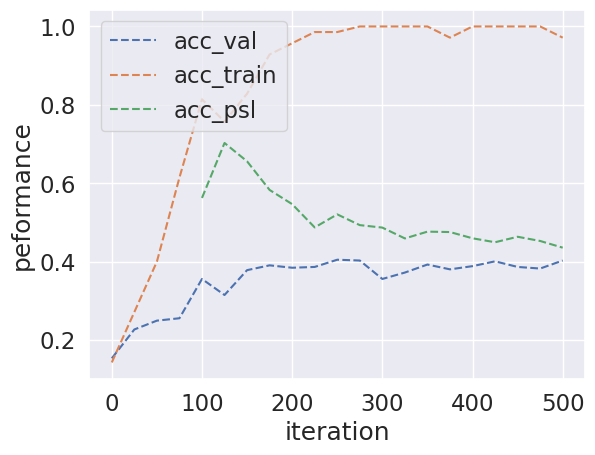 1.0
0.8
0.6
0.4
0.2
peformance
acc_val
acc_train
acc_psl
0 100 200 300 400 500
iteration